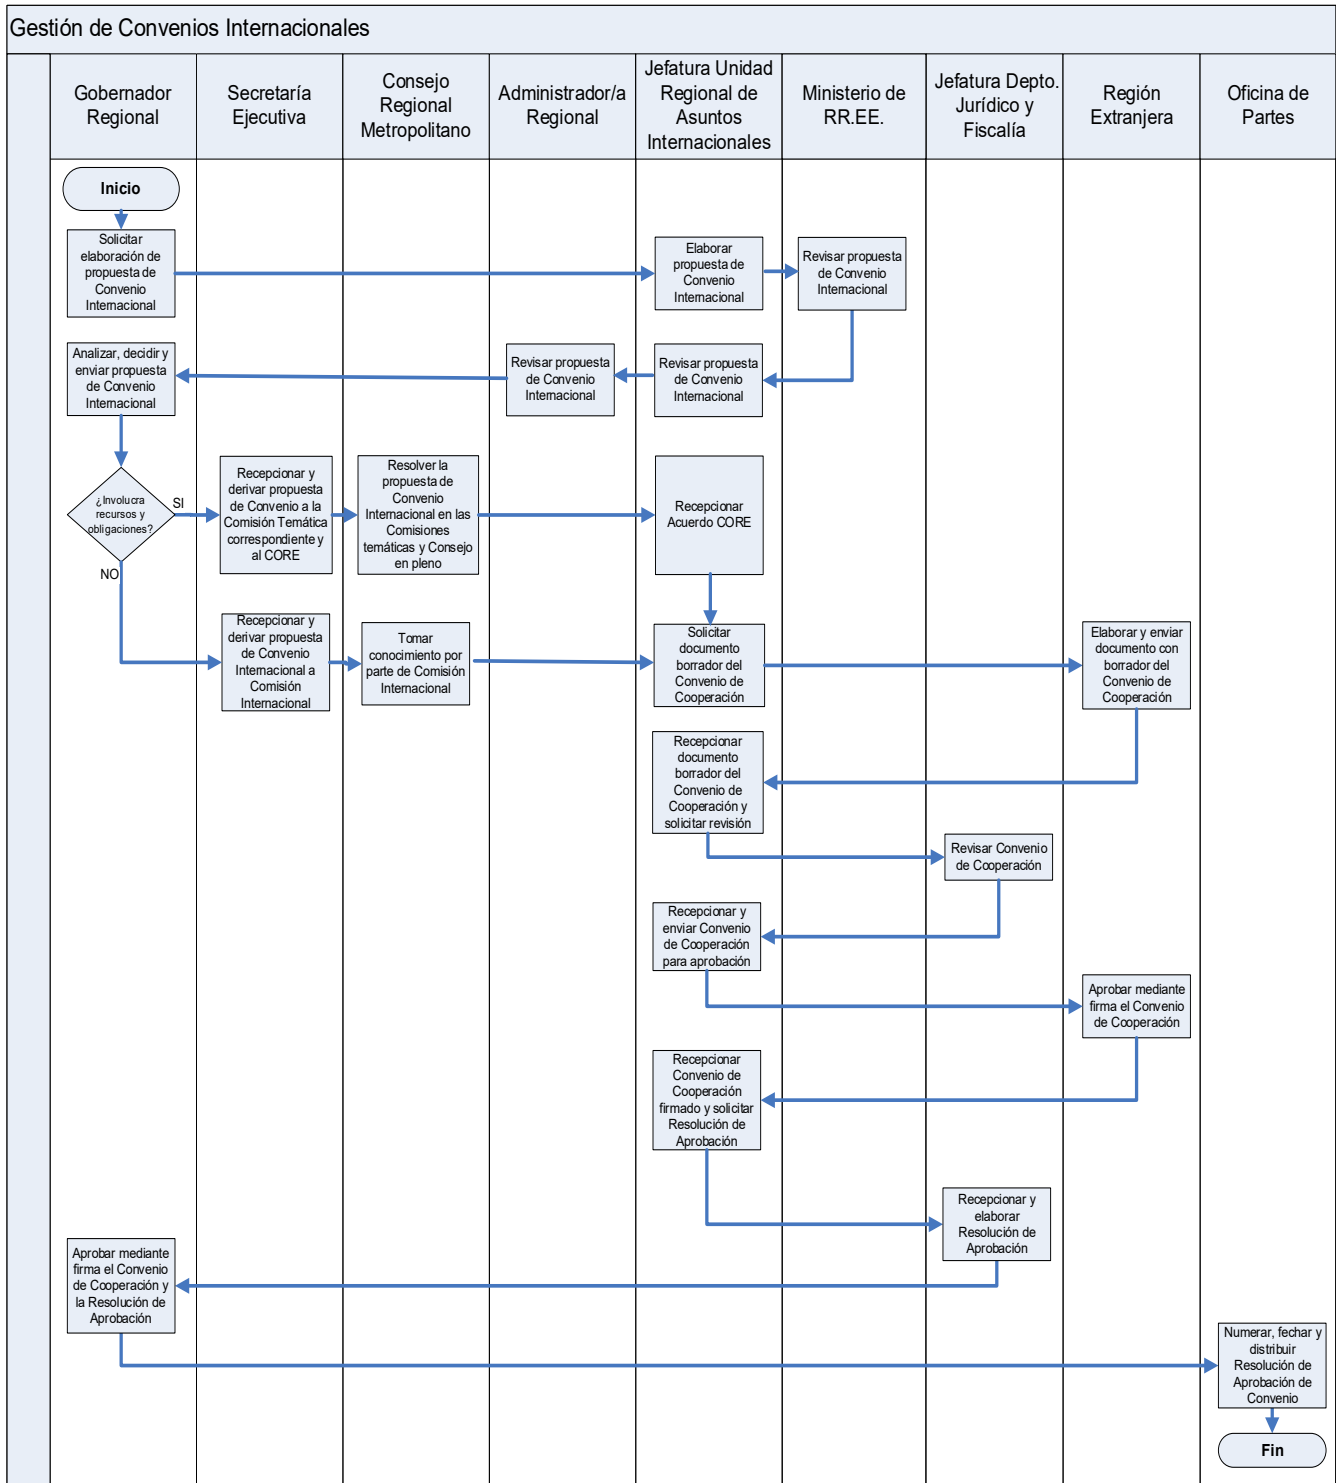 Gestión de Convenios Internacionales
Gobernador
Regional
Secretaría
Ejecutiva
Consejo
Regional
Metropolitano
Administrador/a
Regional
Jefatura Unidad
Regional de
Asuntos
Internacionales
Ministerio de
RR.EE.
Jefatura Depto.
Jurídico y
Fiscalía
Región
Extranjera
Oficina de
Partes
Inicio
Solicitar
elaboración de
propuesta de
Convenio
Internacional
Elaborar
propuesta de
Convenio
Internacional
Revisar propuesta
de Convenio
Internacional
Analizar, decidir y
enviar propuesta
de Convenio
Internacional
Revisar propuesta
de Convenio
Internacional
Revisar propuesta
de Convenio
Internacional
¿Involucra
recursos y
obligaciones?
SI
NO
Recepcionar y
derivar propuesta
de Convenio a la
Comisión Temática
correspondiente y
al CORE
Resolver la
propuesta de
Convenio
Internacional en las
Comisiones
temáticas y Consejo
en pleno
Recepcionar
Acuerdo CORE
Recepcionar y
derivar propuesta
de Convenio
Internacional a
Comisión
Internacional
Tomar
conocimiento por
parte de Comisión
Internacional
Solicitar
documento
borrador del
Convenio de
Cooperación
Elaborar y enviar
documento con
borrador del
Convenio de
Cooperación
Recepcionar
documento
borrador del
Convenio de
Cooperación y
solicitar revisión
Revisar Convenio
de Cooperación
Recepcionar y
enviar Convenio
de Cooperación
para aprobación
Aprobar mediante
firma el Convenio
de Cooperación
Recepcionar
Convenio de
Cooperación
firmado y solicitar
Resolución de
Aprobación
Recepcionar y
elaborar
Resolución de
Aprobación
Aprobar mediante
firma el Convenio
de Cooperación y
la Resolución de
Aprobación
Numerar, fechar y
distribuir
Resolución de
Aprobación de
Convenio
Fin